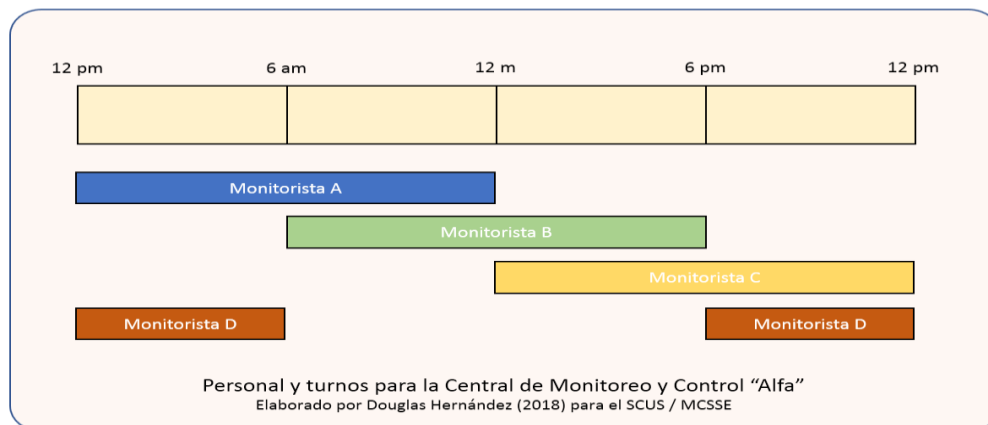 12 pm 6 am 12 m 6 pm 12 pm
Monitorista A
Monitorista B
Monitorista C
Monitorista D Monitorista D
Personal y turnos para la Central de Monitoreo y Control “Alfa”
Elaborado por Douglas Hernández (2018) para el SCUS / MCSSE